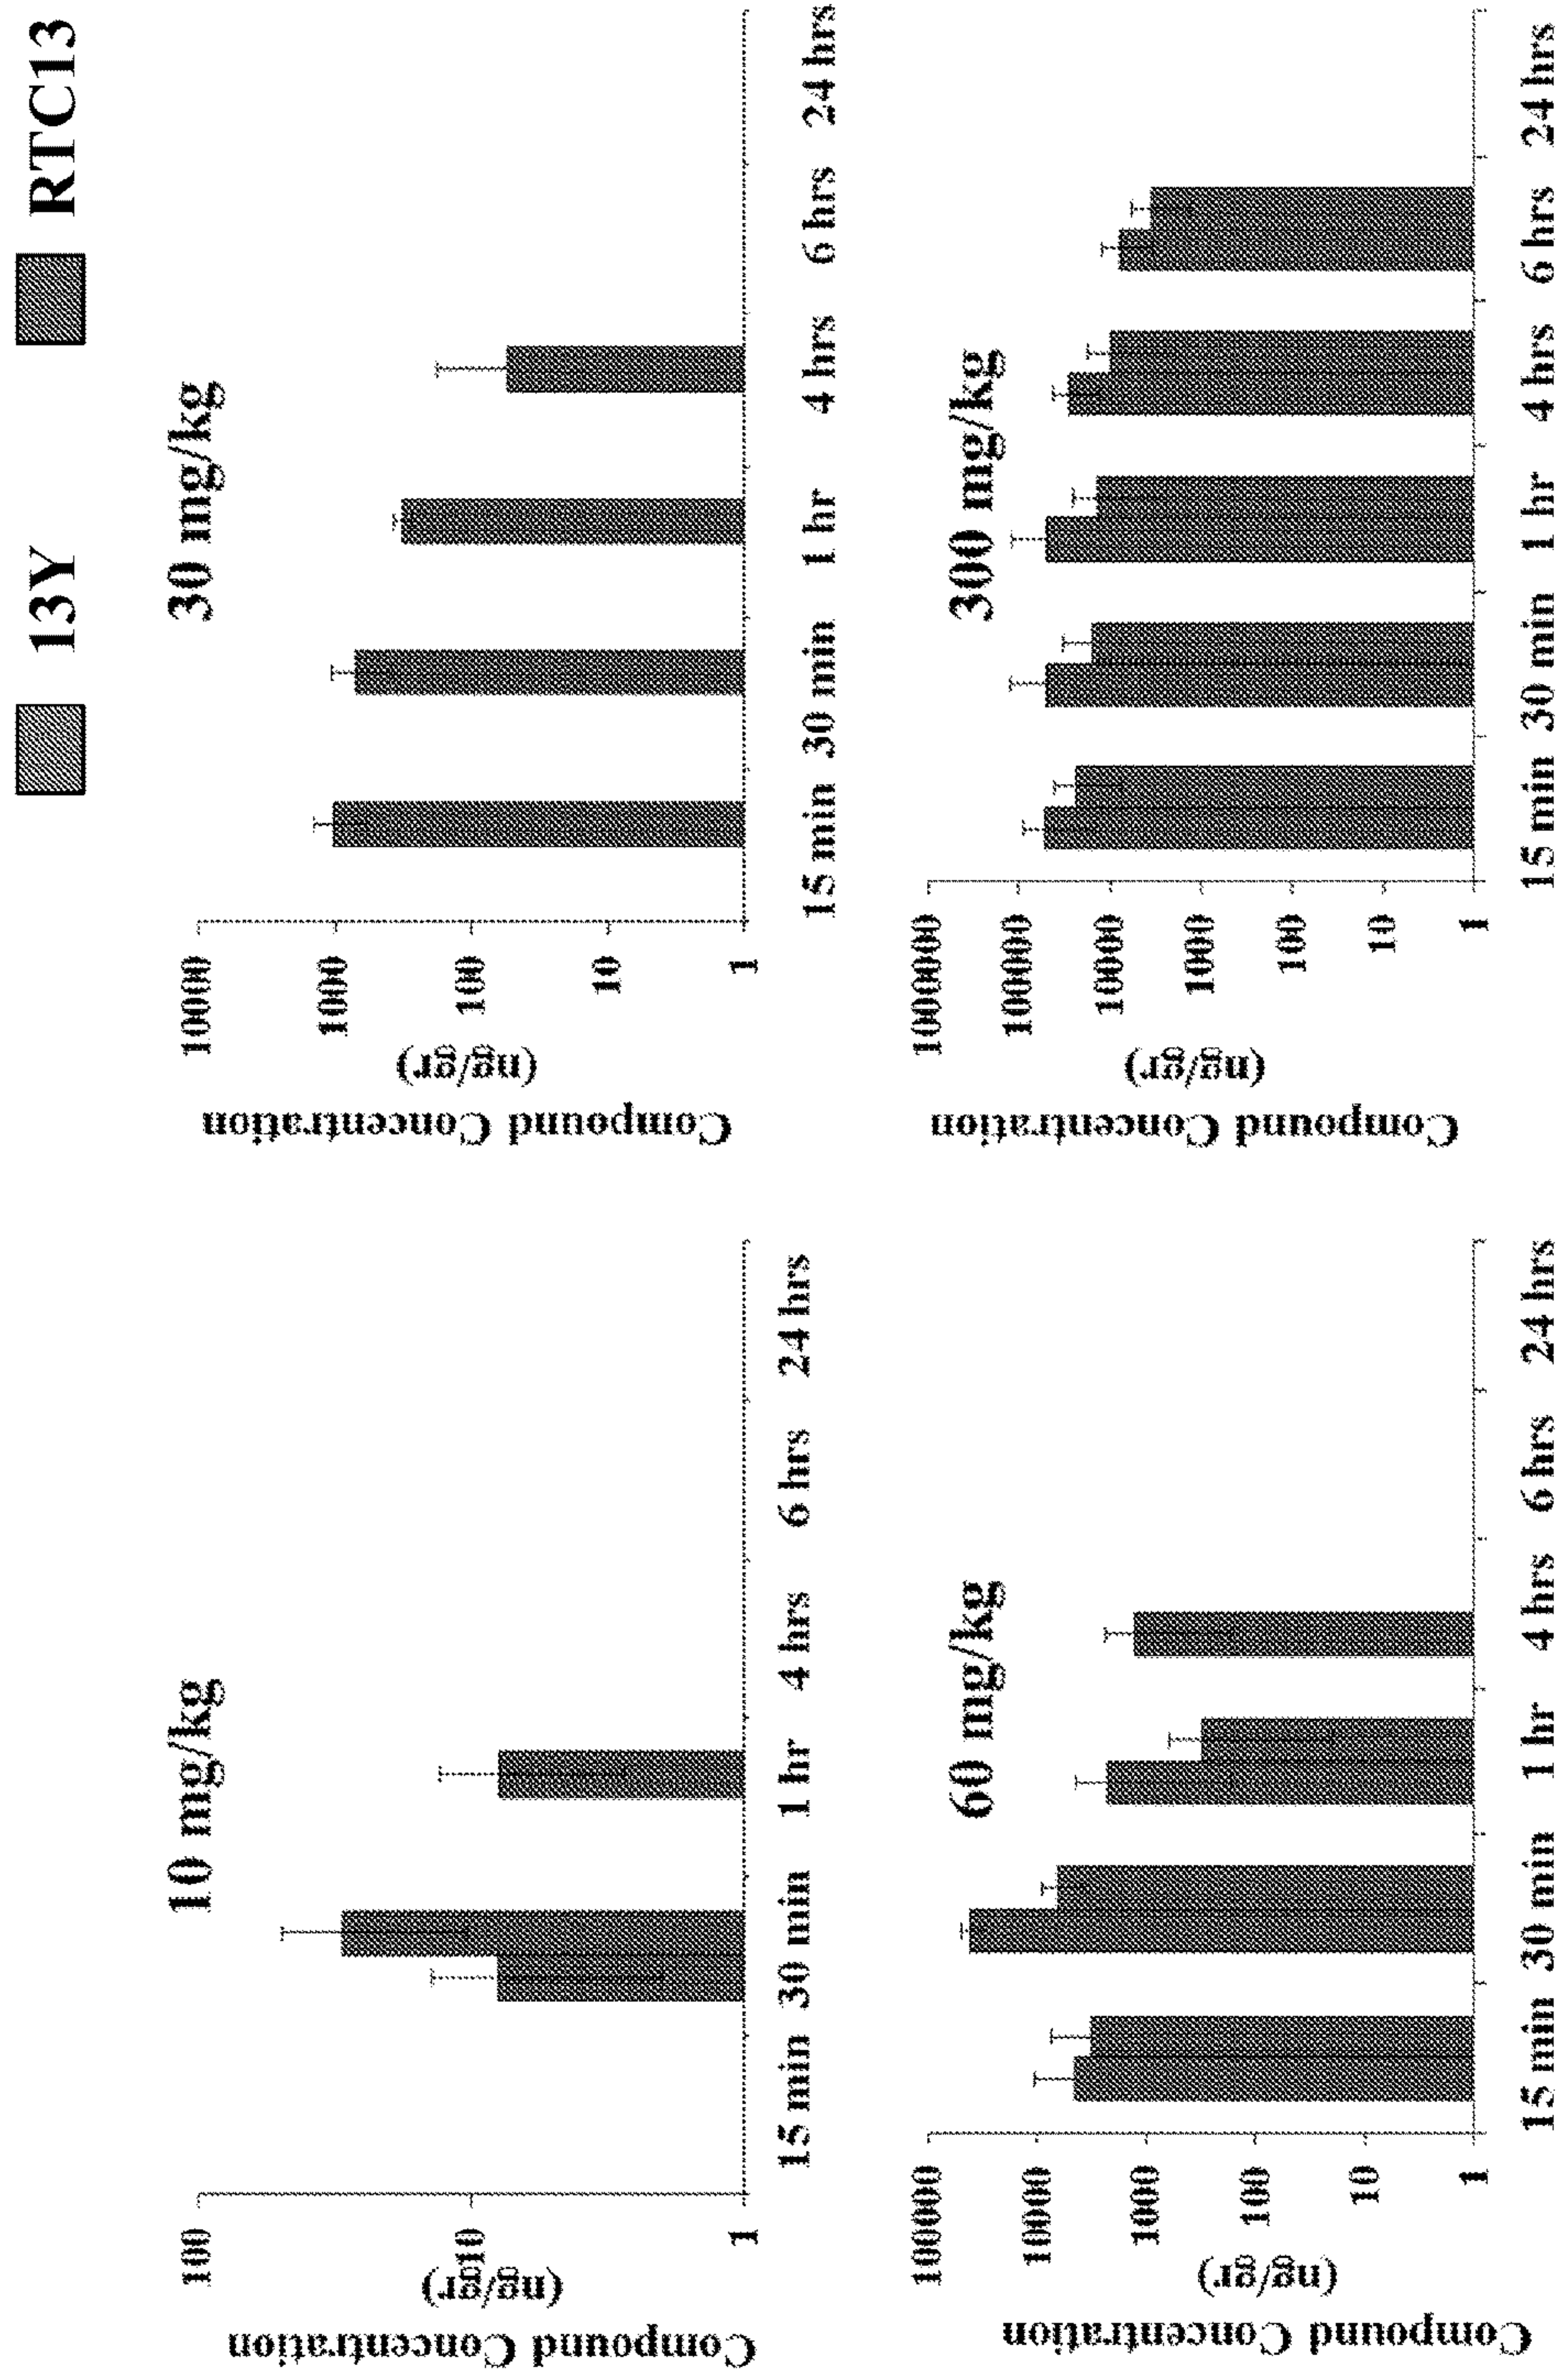 13Y RTC13
10 mg/kg
Compound Concentration
(ng/gr)
100
10
1
15 min 30 min 1 hr 4 hrs 6 hrs 24 hrs
30 mg/kg
Compound Concentration
(ng/gr)
10000
1000
100
10
1
15 min 30 min 1 hr 4 hrs 6 hrs 24 hrs
60 mg/kg
Compound Concentration
(ng/gr)
100000
10000
1000
100
10
1
15 min 30 min 1 hr 4 hrs 6 hrs 24 hrs
300 mg/kg
Compound Concentration
(ng/gr)
1000000
100000
10000
1000
100
10
1
15 min 30 min 1 hr 4 hrs 6 hrs 24 hrs